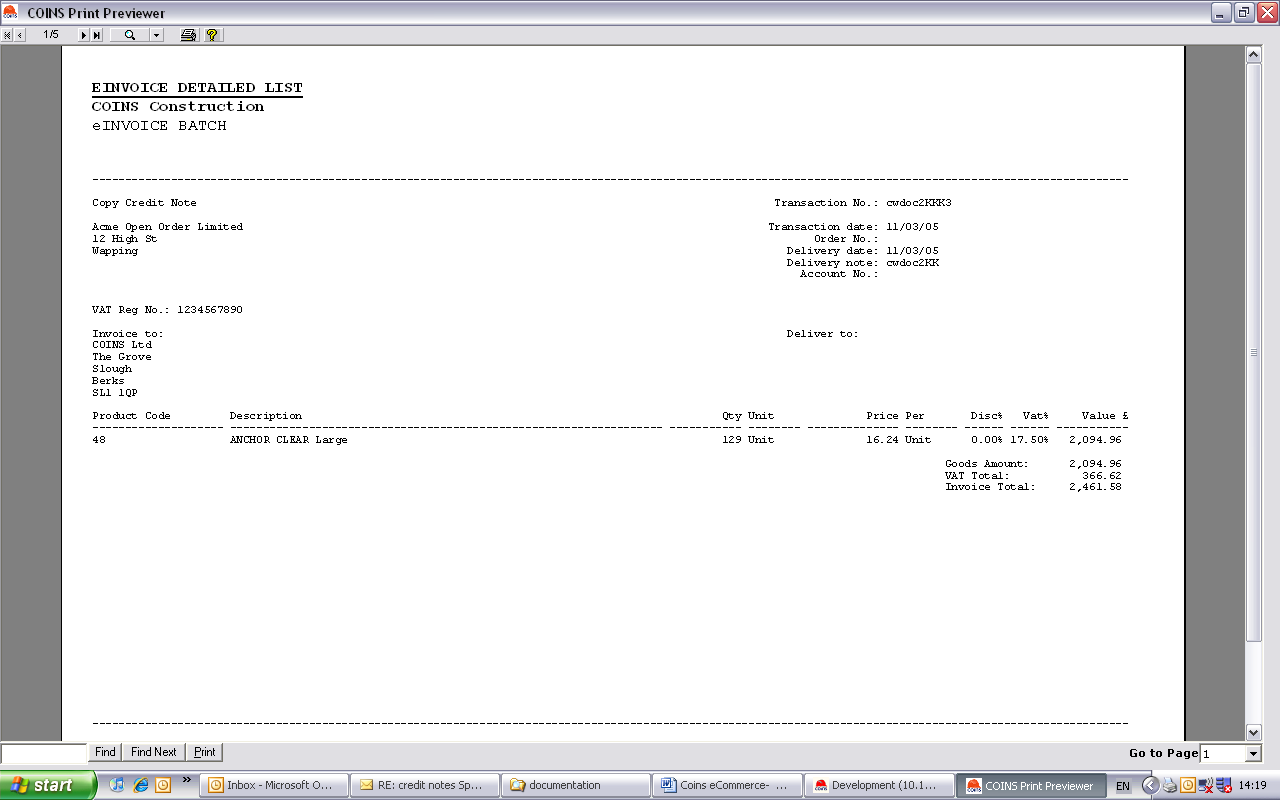 COINS Print Previewer
1/5
EINVOICE DETAILED LIST
COINS Construction
eINVOICE BATCH
Copy Credit Note Transaction No.: cwdoc2KKK3
Acme Open Order Limited Transaction date: 11/03/05
12 High St Order No.:
Wapping Delivery date: 11/03/05
Delivery note: cwdoc2KK
Account No.:
VAT Reg No.: 1234567890
Invoice to: Deliver to:
COINS Ltd
The Grove
Slough
Berks
SL1 1QP
Product Code Description Qty Unit Price Per Disc% Vat% Value £
48 ANCHOR CLEAR Large 129 Unit 16.24 Unit 0.00% 17.50% 2,094.96
Goods Amount: 2,094.96
VAT Total: 366.62
Invoice Total: 2,461.58
Find Find Next Print Go to Page 1
start Inbox - Microsoft O... RE: credit notes Sp... documentation Coins eCommerce- ... Development (10.1... COINS Print Previewer EN 14:19